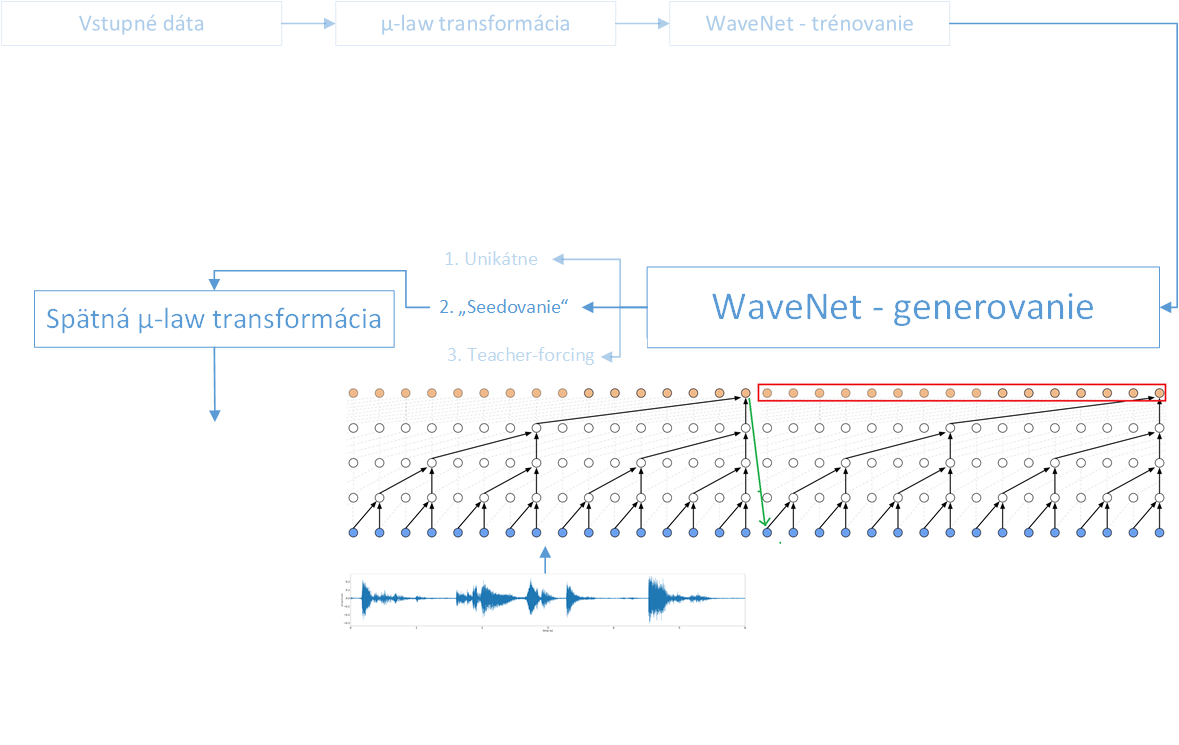 Vstupné dáta
µ-law transformácia
WaveNet - trénovanie
1. Unikátne
2. „Seedovanie“
3. Teacher-forcing
WaveNet - generovanie
Spätná µ-law transformácia